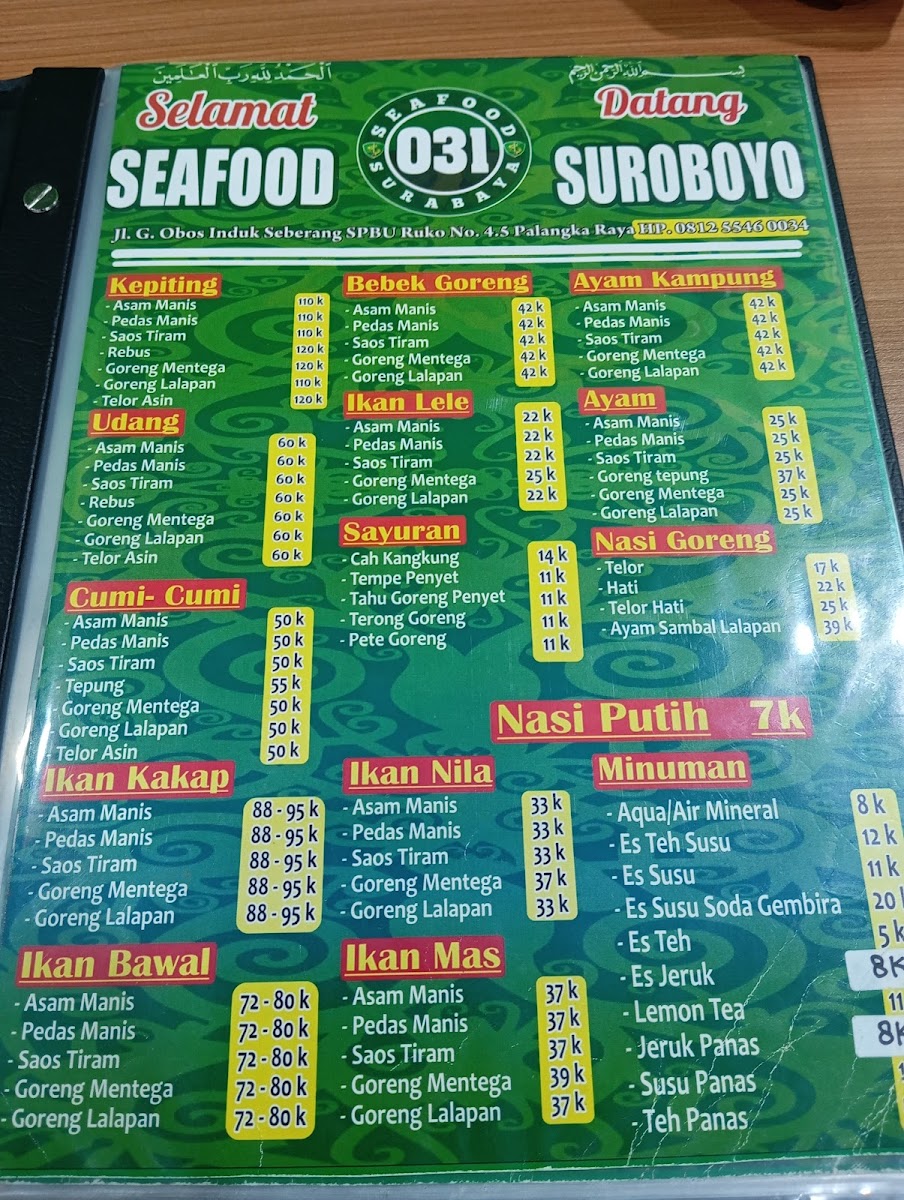 الْحَمْدُ لِلَّهِ رَبِّ الْعَالَمِينَ
بسم الله الرحمن الرحيم
Selamat Datang
SEAFOOD SURABAYA
031
SEAFOOD SUROBOYO
Jl. G. Obos Induk Seberang SPBU Ruko No. 4.5 Palangka Raya HP. 0812 5546 0034
Kepiting
- Asam Manis 110 k
- Pedas Manis 110 k
- Saos Tiram 110 k
- Rebus 120 k
- Goreng Mentega 120 k
- Goreng Lalapan 110 k
- Telor Asin 120 k
Udang
- Asam Manis 60 k
- Pedas Manis 60 k
- Saos Tiram 60 k
- Rebus 60 k
- Goreng Mentega 60 k
- Goreng Lalapan 60 k
- Telor Asin 60 k
Cumi- Cumi
- Asam Manis 50 k
- Pedas Manis 50 k
- Saos Tiram 50 k
- Tepung 55 k
- Goreng Mentega 50 k
- Goreng Lalapan 50 k
- Telor Asin 50 k
Ikan Kakap
- Asam Manis 88 - 95 k
- Pedas Manis 88 - 95 k
- Saos Tiram 88 - 95 k
- Goreng Mentega 88 - 95 k
- Goreng Lalapan 88 - 95 k
Ikan Bawal
- Asam Manis 72 - 80 k
- Pedas Manis 72 - 80 k
- Saos Tiram 72 - 80 k
- Goreng Mentega 72 - 80 k
- Goreng Lalapan 72 - 80 k
Bebek Goreng
- Asam Manis 42 k
- Pedas Manis 42 k
- Saos Tiram 42 k
- Goreng Mentega 42 k
- Goreng Lalapan 42 k
Ikan Lele
- Asam Manis 22 k
- Pedas Manis 22 k
- Saos Tiram 22 k
- Goreng Mentega 25 k
- Goreng Lalapan 22 k
Sayuran
- Cah Kangkung 14 k
- Tempe Penyet 11 k
- Tahu Goreng Penyet 11 k
- Terong Goreng 11 k
- Pete Goreng 11 k
Ikan Nila
- Asam Manis 33 k
- Pedas Manis 33 k
- Saos Tiram 33 k
- Goreng Mentega 37 k
- Goreng Lalapan 33 k
Ikan Mas
- Asam Manis 37 k
- Pedas Manis 37 k
- Saos Tiram 37 k
- Goreng Mentega 39 k
- Goreng Lalapan 37 k
Ayam Kampung
- Asam Manis 42 k
- Pedas Manis 42 k
- Saos Tiram 42 k
- Goreng Mentega 42 k
- Goreng Lalapan 42 k
Ayam
- Asam Manis 25 k
- Pedas Manis 25 k
- Saos Tiram 25 k
- Goreng tepung 37 k
- Goreng Mentega 25 k
- Goreng Lalapan 25 k
Nasi Goreng
- Telor 17 k
- Hati 22 k
- Telor Hati 25 k
- Ayam Sambal Lalapan 39 k
Nasi Putih 7k
Minuman
- Aqua/Air Mineral 8 k
- Es Teh Susu 12 k
- Es Susu 11 k
- Es Susu Soda Gembira 20
- Es Teh 5 k
- Es Jeruk 8K
- Lemon Tea 11
- Jeruk Panas 8K
- Susu Panas
- Teh Panas